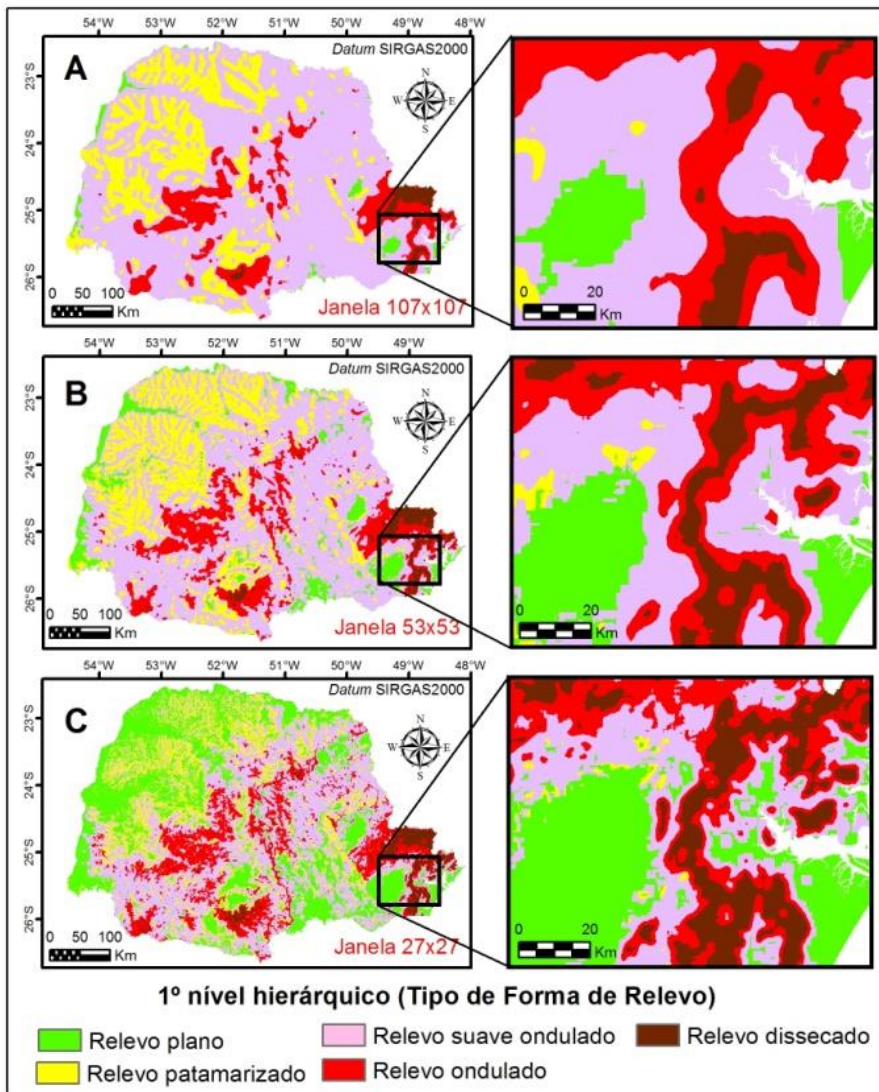 54°W 53°W 52°W 51°W 50°W 49°W 48°W
A
Datum SIRGAS2000
N
W E
S
23°S
24°S
25°S
26°S
0 50 100
Km
Janela 107x107
0 20
Km
54°W 53°W 52°W 51°W 50°W 49°W 48°W
B
Datum SIRGAS2000
N
W E
S
23°S
24°S
25°S
26°S
0 50 100
Km
Janela 53x53
0 20
Km
54°W 53°W 52°W 51°W 50°W 49°W 48°W
C
Datum SIRGAS2000
N
W E
S
23°S
24°S
25°S
26°S
0 50 100
Km
Janela 27x27
0 20
Km
1º nível hierárquico (Tipo de Forma de Relevo)
Relevo plano
Relevo suave ondulado
Relevo dissecado
Relevo patamarizado
Relevo ondulado